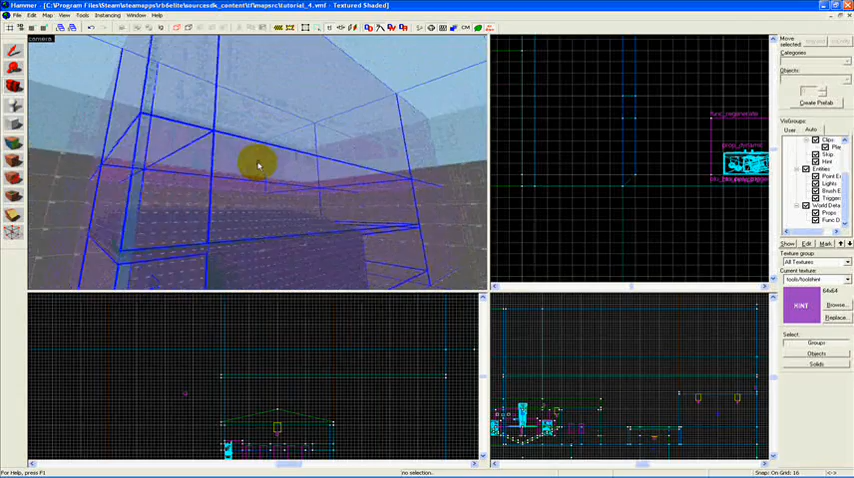 Hammer - [C:\Program Files\Steam\steamapps\rb6elite\sourcesdk_content\tf\mapsrc\tutorial_4.vmf - Textured Shaded]
File Edit Map View Tools Instancing Window Help
camera
func_regenerate
Move
selected
Categories
Objects:
Create Prefab
VisGroups:
User Auto
Clips
Skip
Hint
Entities
Point E
Lights
Brush E
Trigger
World Detai
Props
Func D
Show Edit Mark
Texture group
All Textures
Current texture:
tools/toolshint
64x64
HINT
Browse...
Replace...
Select:
Groups
Objects
Solids
For Help, press F1
no selection.
Snap: On Grid: 16